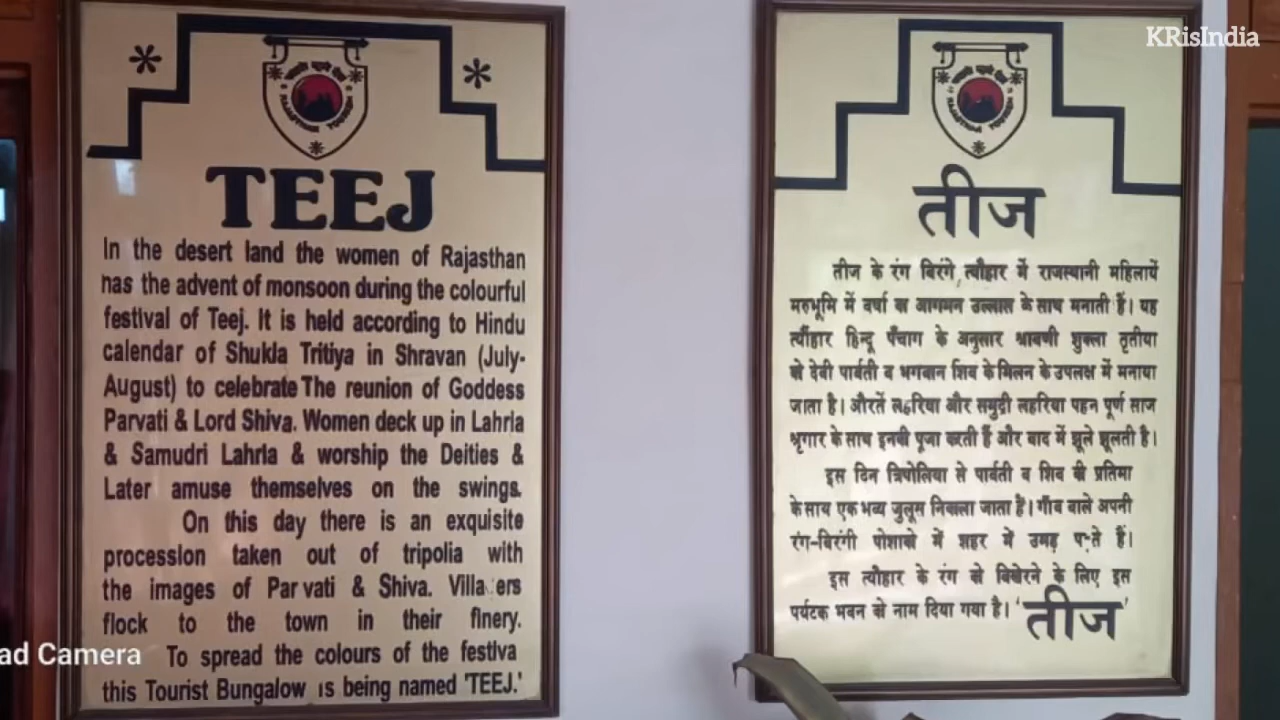 KRisIndia
TEEJ
In the desert land the women of Rajasthan
has the advent of monsoon during the colourful
festival of Teej. It is held according to Hindu
calendar of Shukla Tritiya in Shravan (July-
August) to celebrate The reunion of Goddess
Parvati & Lord Shiva. Women deck up in Lahria
& Samudri Lahria & worship the Deities &
Later amuse themselves on the swings.
On this day there is an exquisite
procession taken out of tripolia with
the images of Par vati & Shiva. Villa ers
flock to the town in their finery.
To spread the colours of the festiva
this Tourist Bungalow is being named 'TEEJ.'
तीज
तीज के रंग बिरंगे त्यौहार में राजस्थानी महिलायें
मरुभूमि में वर्षा का आगमन उल्लास के साथ मनाती हैं। यह
त्यौंहार हिन्दू पँचाग के अनुसार श्रावणी शुक्ला तृतीया
को देवी पार्वती व भगवान शिव के मिलन के उपलक्ष में मनाया
जाता है। औरतें लहरिया और समुद्री लहरिया पहन पूर्ण साज
श्रृगार के साथ इनकी पूजा करती हैं और बाद में झूले झूलती है।
इस दिन त्रिपोलिया से पार्वती व शिव की प्रतिमा
के साथ एक भव्य जुलूस निकाला जाता है। गाँव वाले अपनी
रंग-बिरंगी पोशाको में शहर में उमड़ पते हैं।
इस त्यौहार के रंग को बिखेरने के लिए इस
पर्यटक भवन को नाम दिया गया है। 'तीज'
ad Camera